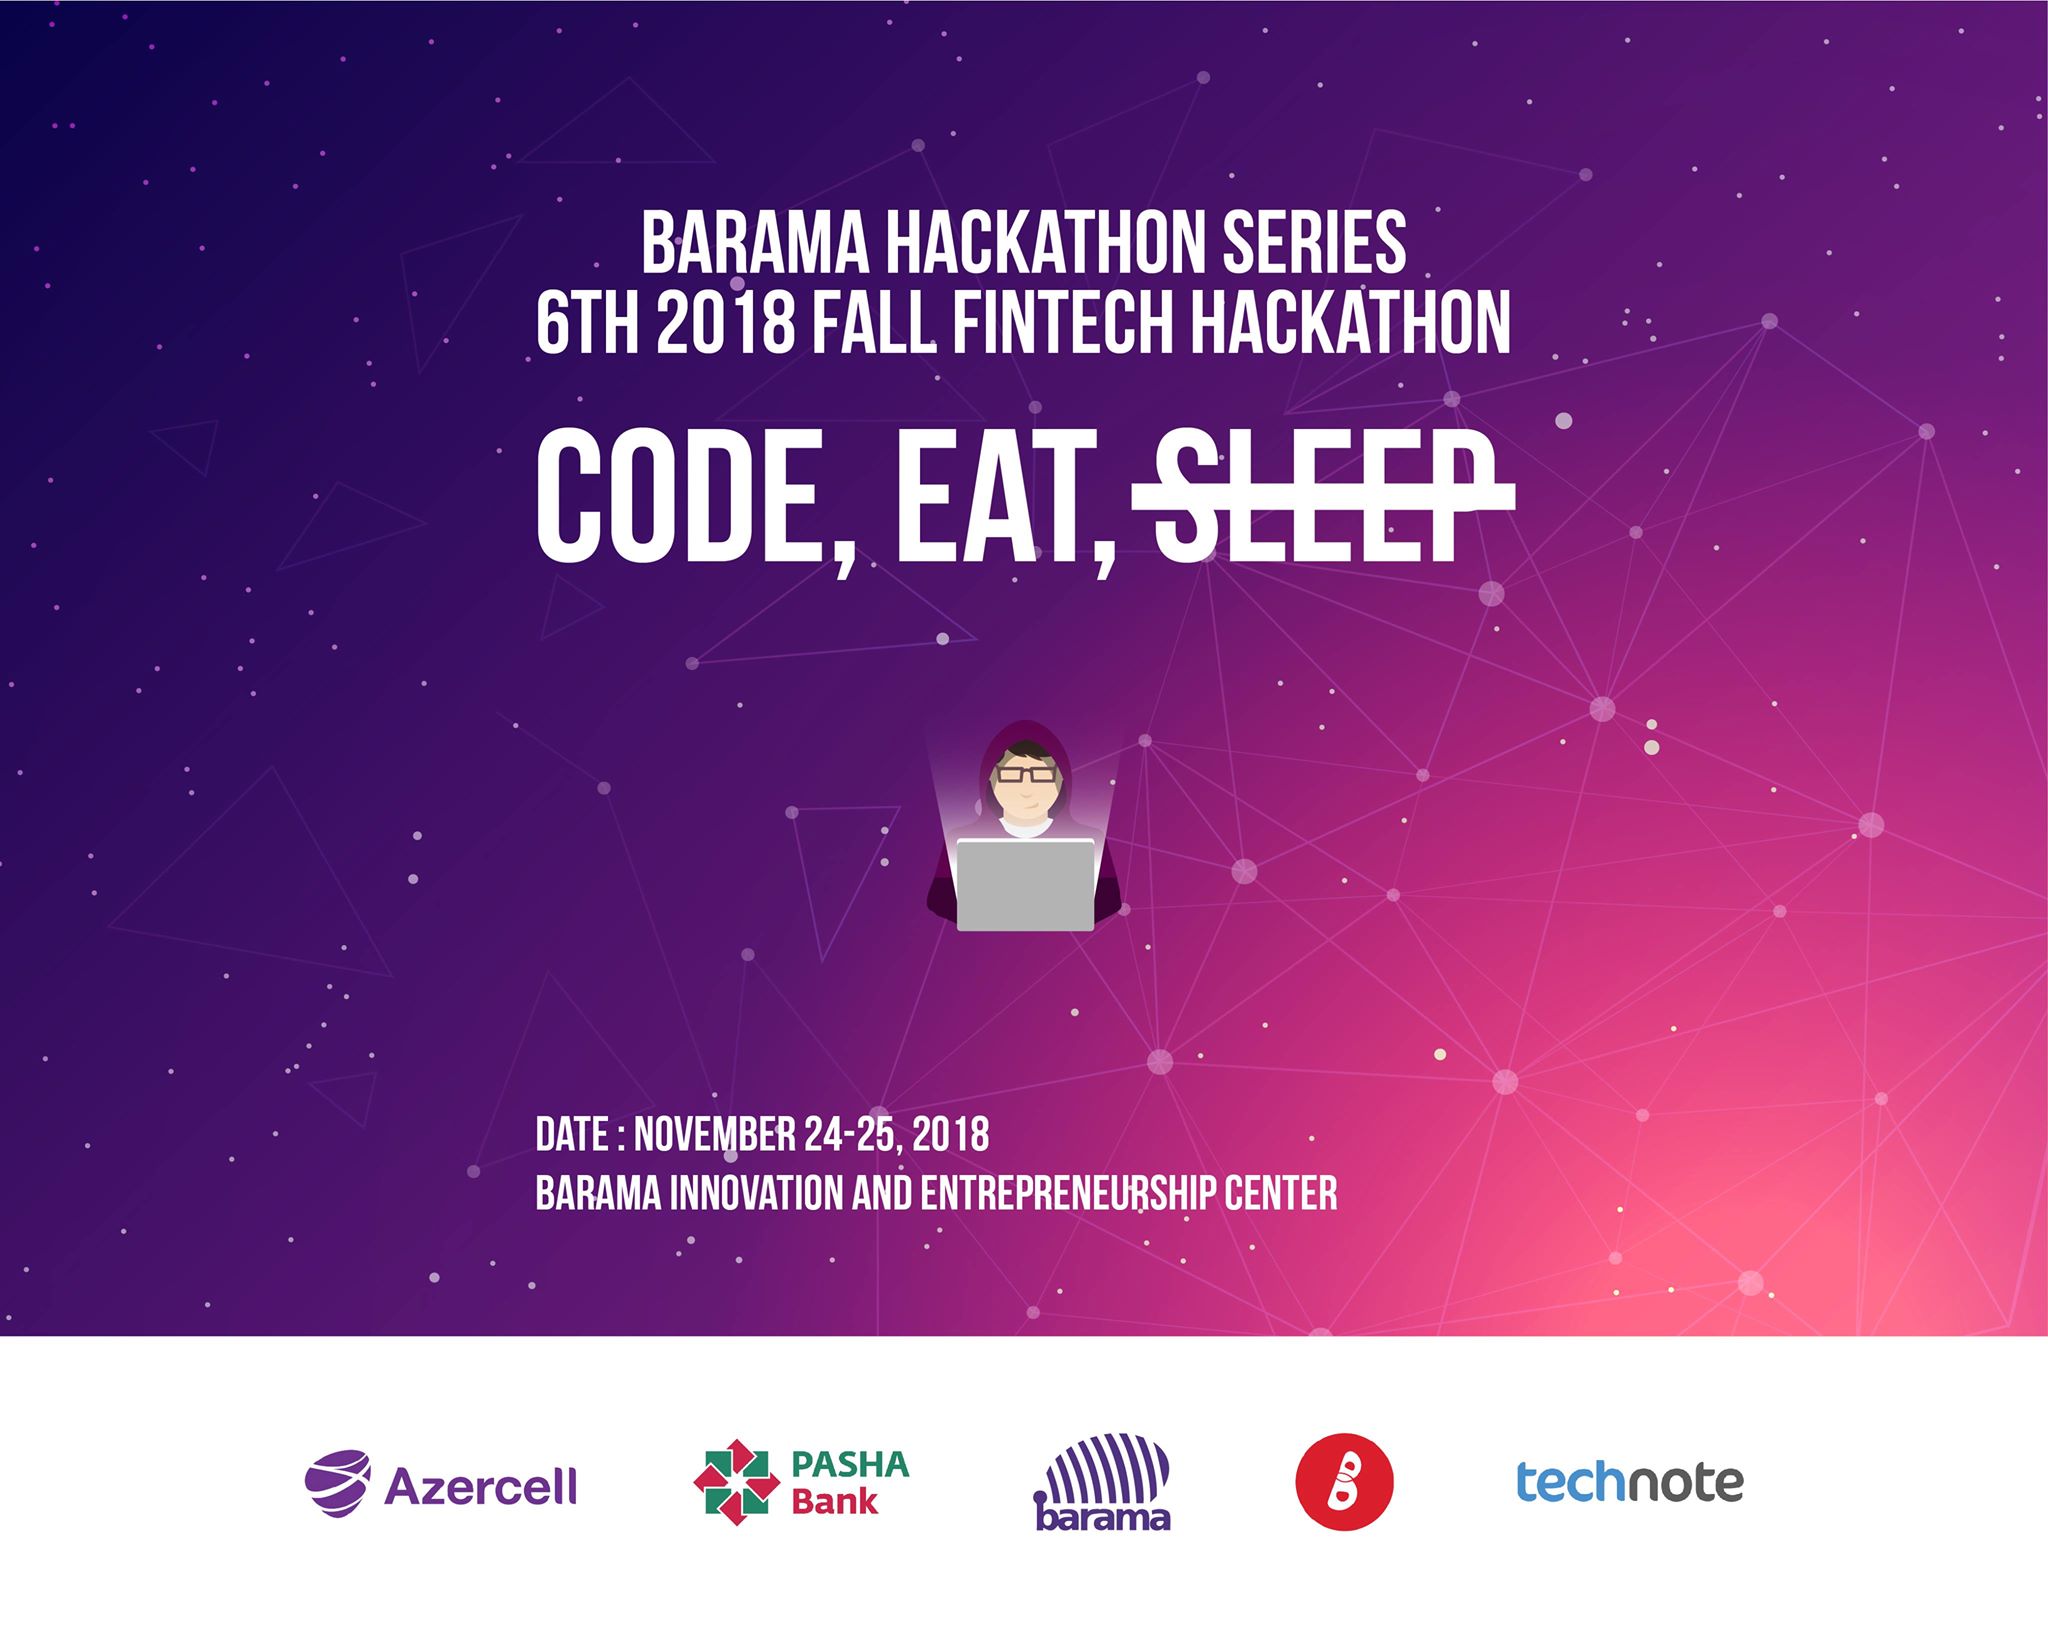 BARAMA HACKATHON SERIES
6TH 2018 FALL FINTECH HACKATHON
CODE, EAT, SLEEP
DATE : NOVEMBER 24-25, 2018
BARAMA INNOVATION AND ENTREPRENEURSHIP CENTER
Azercell
PASHA
Bank
barama
technote